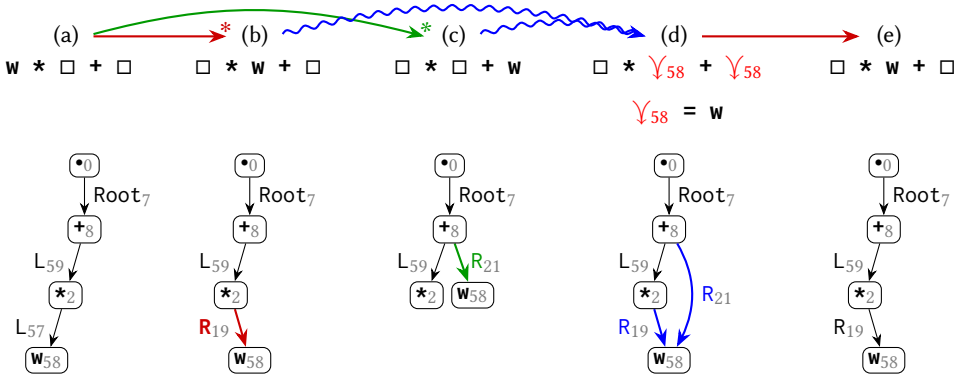 (a) * (b) * (c) (d) (e)
w * □ + □ □ * w + □ □ * □ + w □ * ⏧58 + ⏧58 □ * w + □
⏧58 = w
•0 •0 •0 •0 •0
Root7 Root7 Root7 Root7 Root7
+8 +8 +8 +8 +8
L59 L59 L59 R21 L59 R21 L59
*2 *2 *2 w58 *2 *2
L57 R19 R19 R19
w58 w58 w58 w58